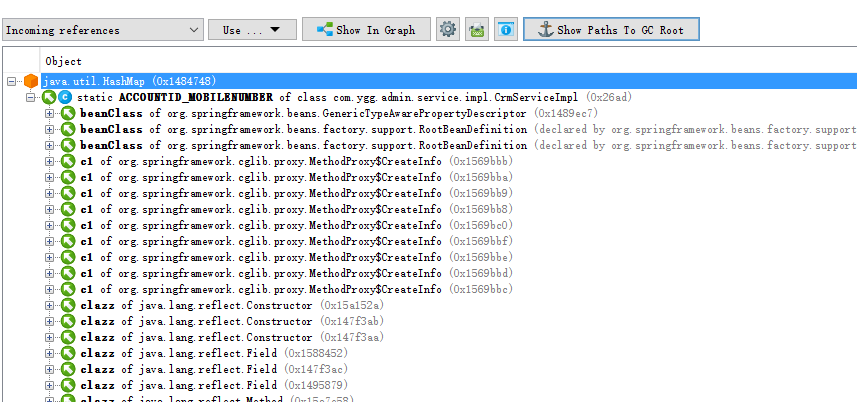 Incoming references Use ... Show In Graph Show Paths To GC Root
Object
java.util.HashMap (0x1484748)
static ACCOUNTID_MOBILENUMBER of class com.ygg.admin.service.impl.CrmServiceImpl (0x26ad)
beanClass of org.springframework.beans.GenericTypeAwarePropertyDescriptor (0x1489ec7)
beanClass of org.springframework.beans.factory.support.RootBeanDefinition (declared by org.springframework.beans.factory.support
beanClass of org.springframework.beans.factory.support.RootBeanDefinition (declared by org.springframework.beans.factory.support
c1 of org.springframework.cglib.proxy.MethodProxy$CreateInfo (0x1569bbb)
c1 of org.springframework.cglib.proxy.MethodProxy$CreateInfo (0x1569bba)
c1 of org.springframework.cglib.proxy.MethodProxy$CreateInfo (0x1569bb9)
c1 of org.springframework.cglib.proxy.MethodProxy$CreateInfo (0x1569bb8)
c1 of org.springframework.cglib.proxy.MethodProxy$CreateInfo (0x1569bc0)
c1 of org.springframework.cglib.proxy.MethodProxy$CreateInfo (0x1569bbf)
c1 of org.springframework.cglib.proxy.MethodProxy$CreateInfo (0x1569bbe)
c1 of org.springframework.cglib.proxy.MethodProxy$CreateInfo (0x1569bbd)
c1 of org.springframework.cglib.proxy.MethodProxy$CreateInfo (0x1569bbc)
clazz of java.lang.reflect.Constructor (0x15a152a)
clazz of java.lang.reflect.Constructor (0x147f3ab)
clazz of java.lang.reflect.Constructor (0x147f3aa)
clazz of java.lang.reflect.Field (0x1588452)
clazz of java.lang.reflect.Field (0x147f3ac)
clazz of java.lang.reflect.Field (0x1495879)
clazz of java.lang.reflect.Method